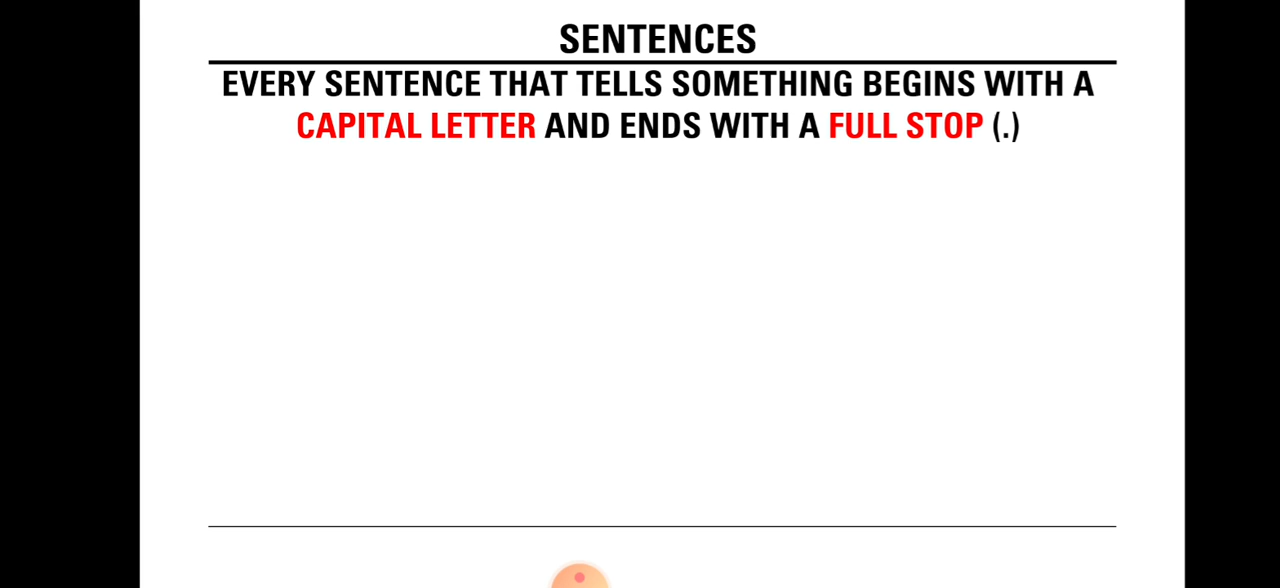 SENTENCES
EVERY SENTENCE THAT TELLS SOMETHING BEGINS WITH A
CAPITAL LETTER AND ENDS WITH A FULL STOP (.)